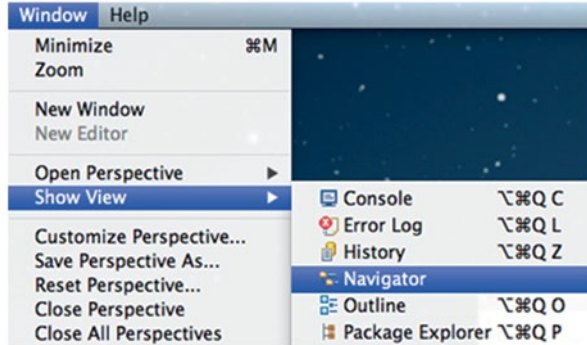 Window Help
Minimize ⌘M
Zoom
New Window
New Editor
Open Perspective ▶
Show View ▶
Console ⌥⌘Q C
Error Log ⌥⌘Q L
History ⌥⌘Q Z
Navigator
Outline ⌥⌘Q O
Package Explorer ⌥⌘Q P
Customize Perspective...
Save Perspective As...
Reset Perspective...
Close Perspective
Close All Perspectives